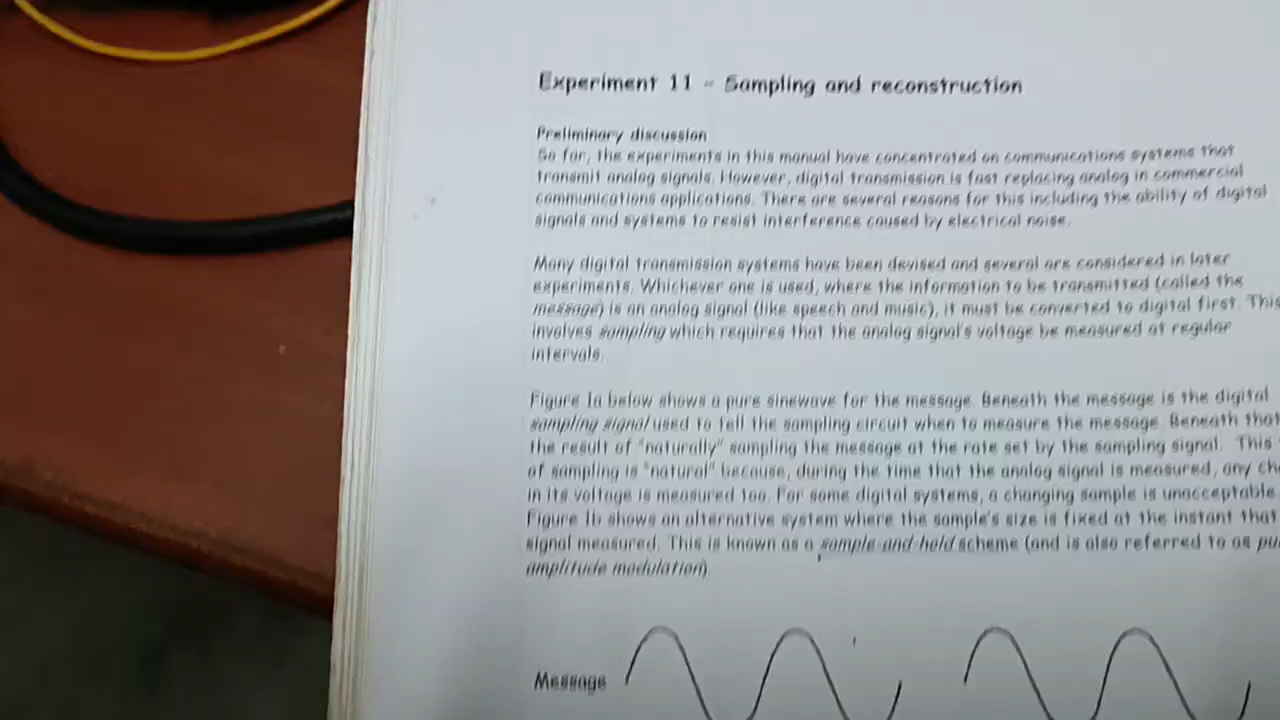 Experiment 11 – Sampling and reconstruction
Preliminary discussion
So far, the experiments in this manual have concentrated on communications systems that
transmit analog signals. However, digital transmission is fast replacing analog in commercial
communications applications. There are several reasons for this including the ability of digital
signals and systems to resist interference caused by electrical noise.
Many digital transmission systems have been devised and several are considered in later
experiments. Whichever one is used, where the information to be transmitted (called the
message) is an analog signal (like speech and music), it must be converted to digital first. This
involves sampling which requires that the analog signal's voltage be measured at regular
intervals.
Figure 1a below shows a pure sinewave for the message. Beneath the message is the digital
sampling signal used to tell the sampling circuit when to measure the message. Beneath that
the result of "naturally" sampling the message at the rate set by the sampling signal. This
of sampling is "natural" because, during the time that the analog signal is measured, any
in its voltage is measured too. For some digital systems, a changing sample is unacceptable
Figure 1b shows an alternative system where the sample's size is fixed at the instant that
signal measured. This is known as a sample-and-hold scheme (and is also referred to as
amplitude modulation).
Message